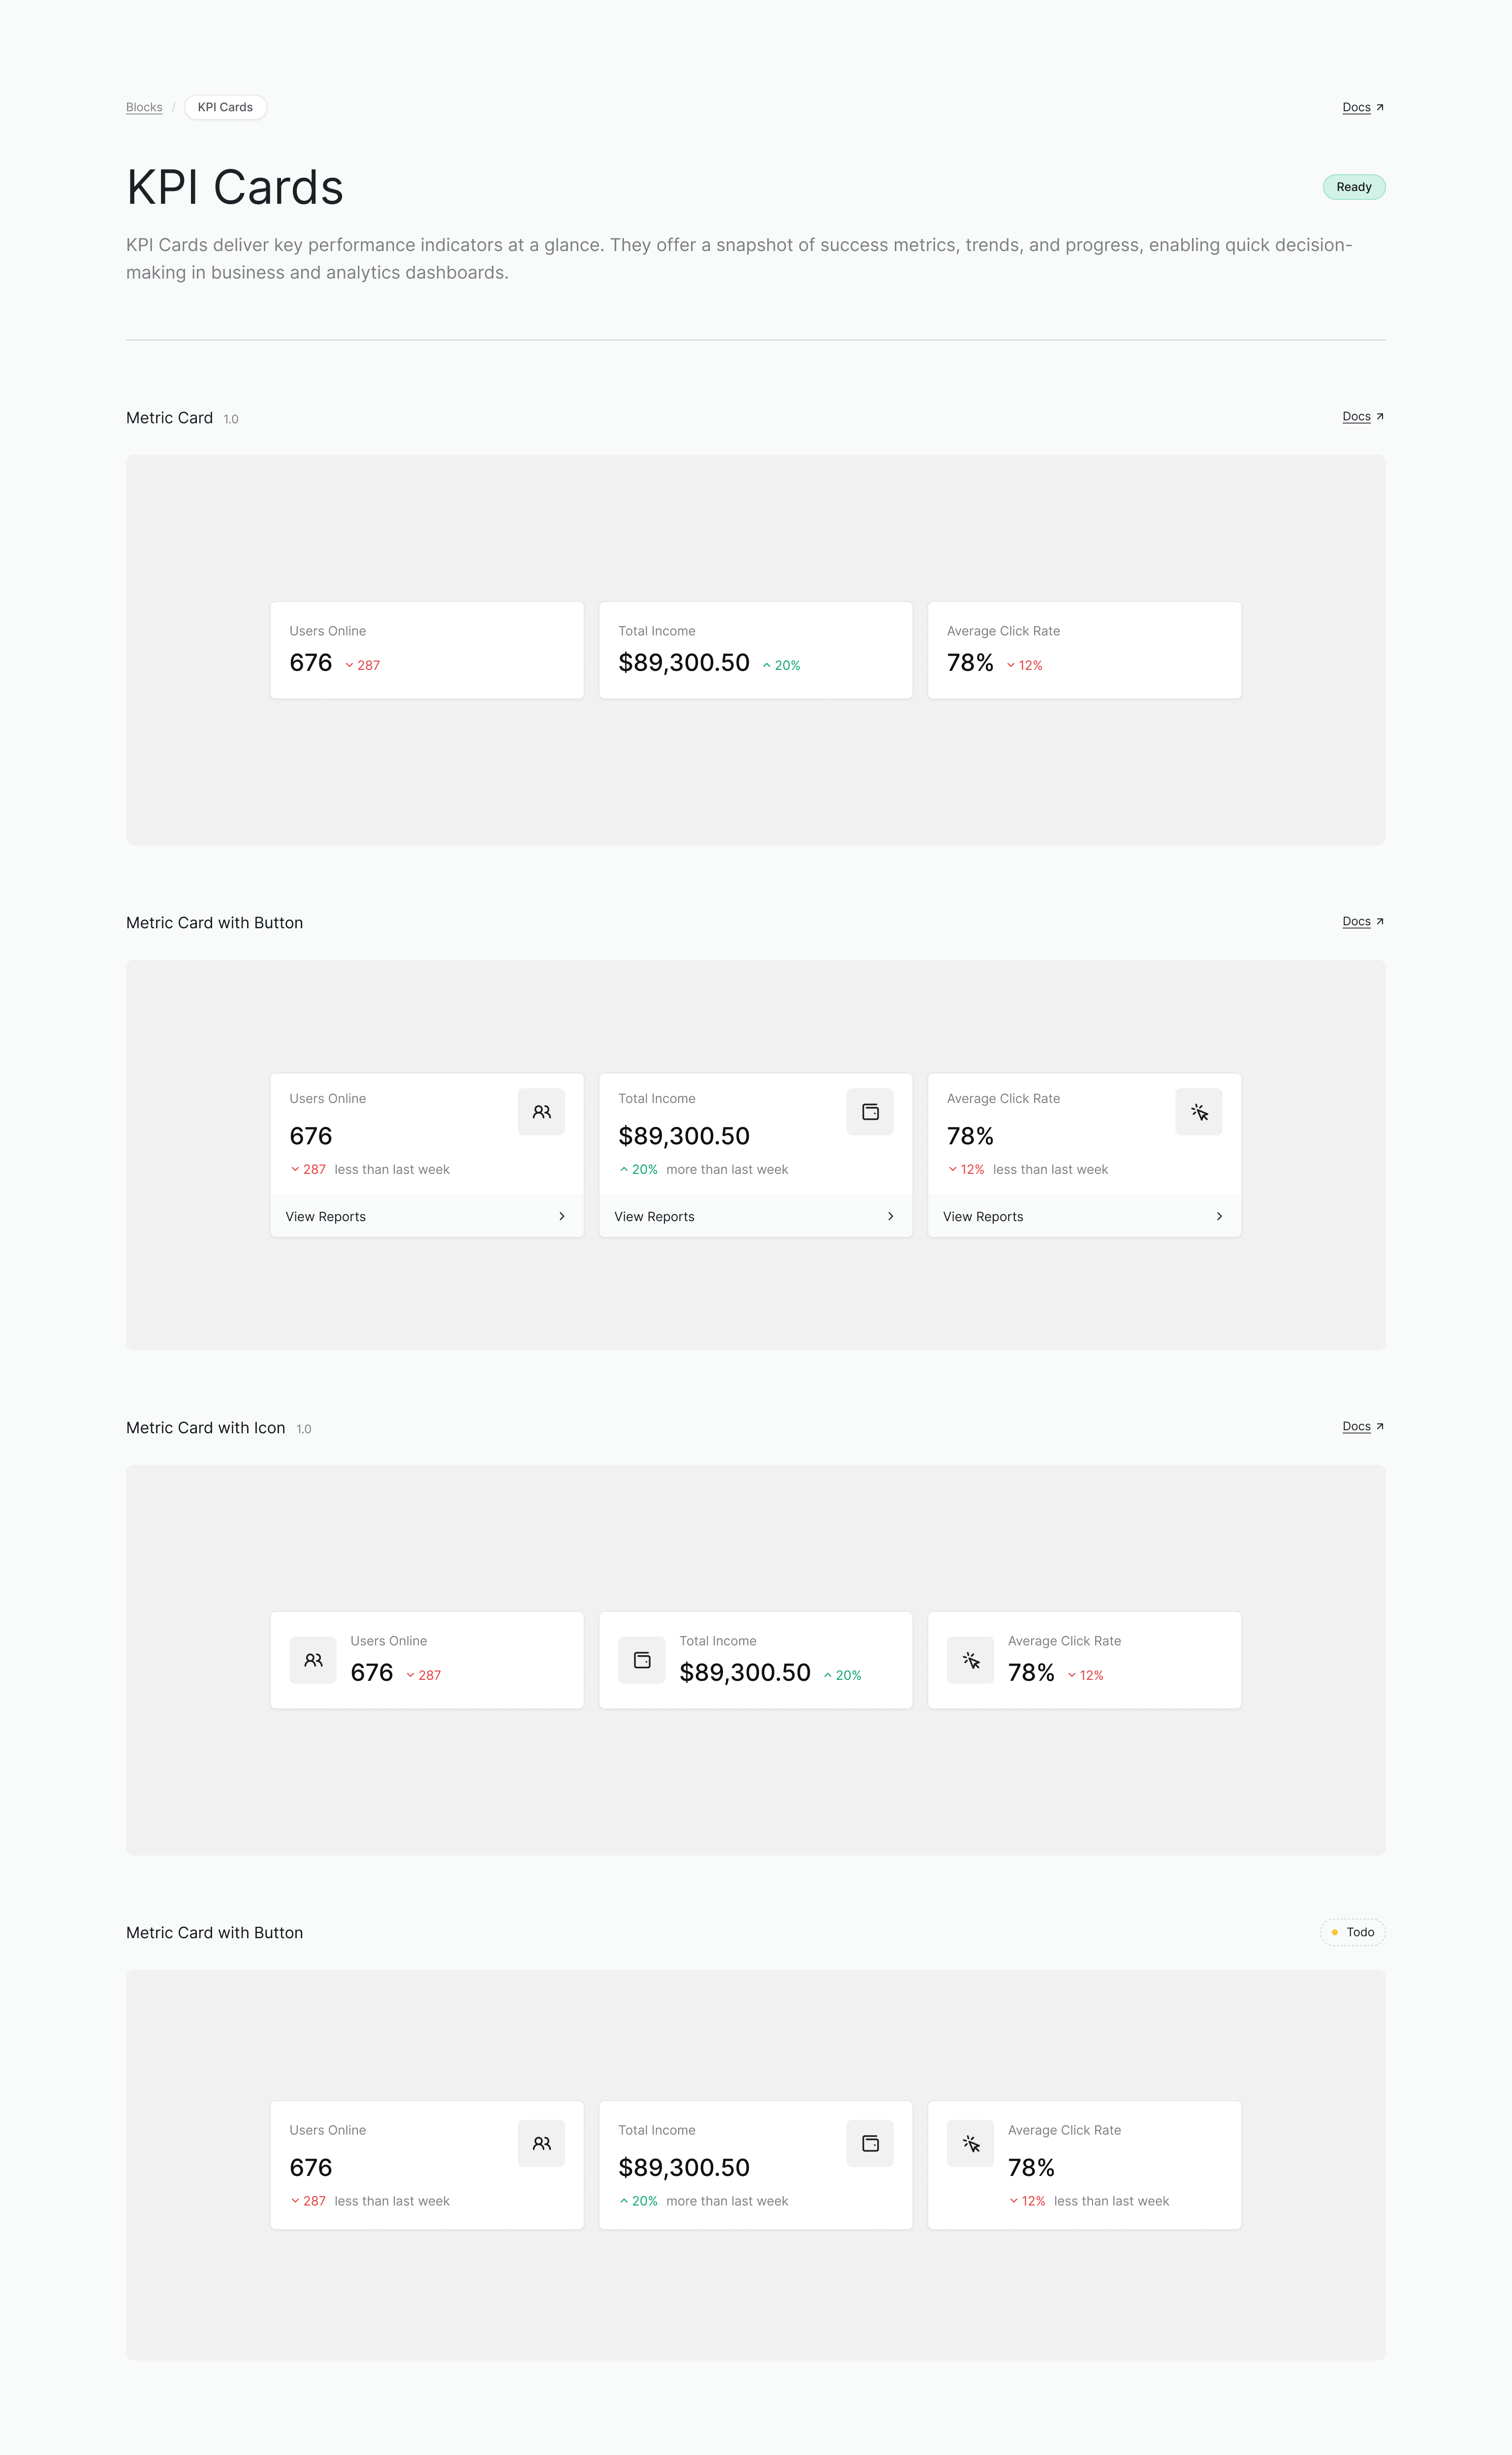 Blocks / KPI Cards
Docs
KPI Cards
Ready
KPI Cards deliver key performance indicators at a glance. They offer a snapshot of success metrics, trends, and progress, enabling quick decision-
making in business and analytics dashboards.
Metric Card 1.0
Docs
Users Online
676 287
Total Income
$89,300.50 20%
Average Click Rate
78% 12%
Metric Card with Button
Docs
Users Online
676
287 less than last week
View Reports
Total Income
$89,300.50
20% more than last week
View Reports
Average Click Rate
78%
12% less than last week
View Reports
Metric Card with Icon 1.0
Docs
Users Online
676 287
Total Income
$89,300.50 20%
Average Click Rate
78% 12%
Metric Card with Button
Todo
Users Online
676
287 less than last week
Total Income
$89,300.50
20% more than last week
Average Click Rate
78%
12% less than last week